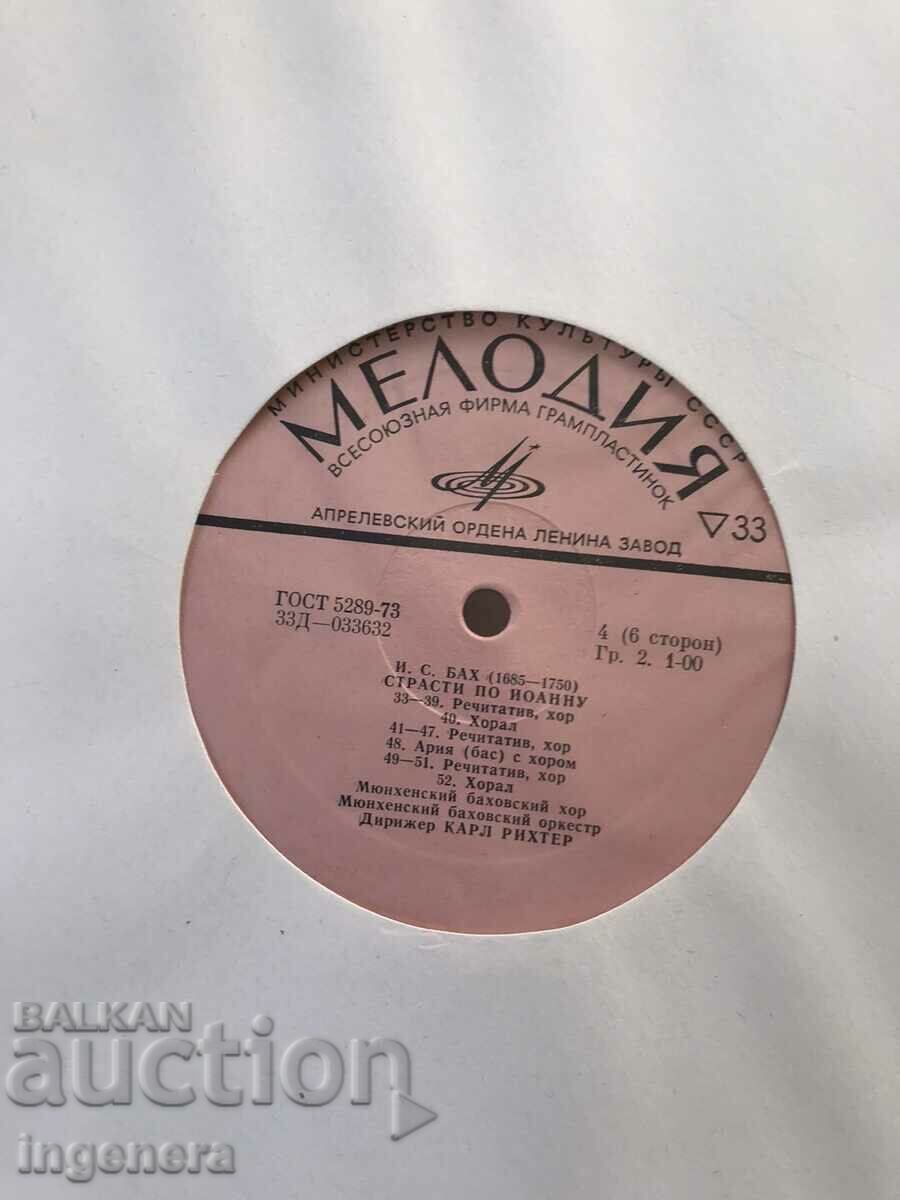 МИНИСТЕРСТВО КУЛЬТУРЫ СССР
МЕЛОДИЯ
ВСЕСОЮЗНАЯ ФИРМА ГРАМПЛАСТИНОК
АПРЕЛЕВСКИЙ ОРДЕНА ЛЕНИНА ЗАВОД
▽33
ГОСТ 5289-73
33Д—033632
4 (6 сторон)
Гр. 2. 1-00
И. С. БАХ (1685—1750)
СТРАСТИ ПО ИОАННУ
33—39. Речитатив, хор
40. Хорал
41—47. Речитатив, хор
48. Ария (бас) с хором
49—51. Речитатив, хор
52. Хорал
Мюнхенский баховский хор
Мюнхенский баховский оркестр
Дирижер КАРЛ РИХТЕР
BALKAN
auction
ingenera